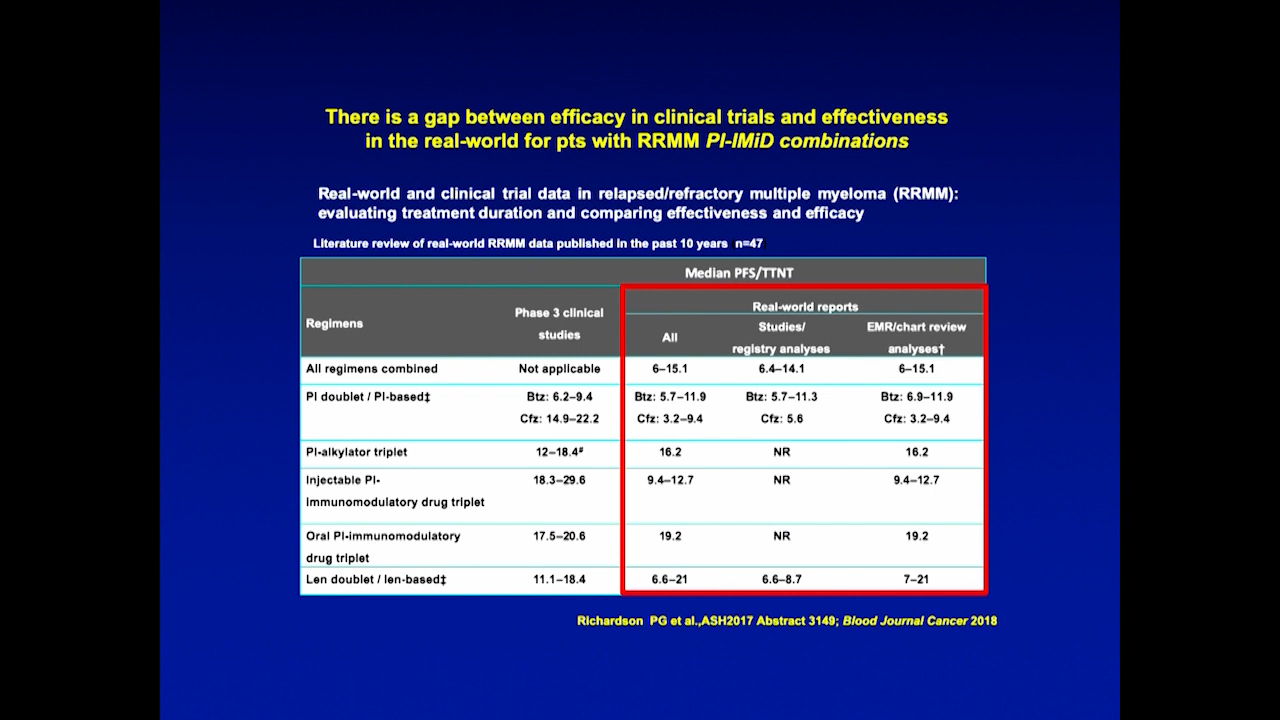 There is a gap between efficacy in clinical trials and effectiveness
in the real-world for pts with RRMM PI-IMiD combinations
Real-world and clinical trial data in relapsed/refractory multiple myeloma (RRMM):
evaluating treatment duration and comparing effectiveness and efficacy
Literature review of real-world RRMM data published in the past 10 years n=47
Median PFS/TTNT
Regimens
Phase 3 clinical
studies
Real-world reports
All
Studies/
registry analyses
EMR/chart review
analyses†
All regimens combined Not applicable 6–15.1 6.4–14.1 6–15.1
PI doublet / PI-based‡ Btz: 6.2–9.4 Btz: 5.7–11.9 Btz: 5.7–11.3 Btz: 6.9–11.9
Cfz: 14.9–22.2 Cfz: 3.2–9.4 Cfz: 5.6 Cfz: 3.2–9.4
PI-alkylator triplet 12–18.4# 16.2 NR 16.2
Injectable PI- 18.3–29.6 9.4–12.7 NR 9.4–12.7
immunomodulatory drug triplet
Oral PI-immunomodulatory 17.5–20.6 19.2 NR 19.2
drug triplet
Len doublet / len-based‡ 11.1–18.4 6.6–21 6.6–8.7 7–21
Richardson PG et al.,ASH2017 Abstract 3149; Blood Journal Cancer 2018